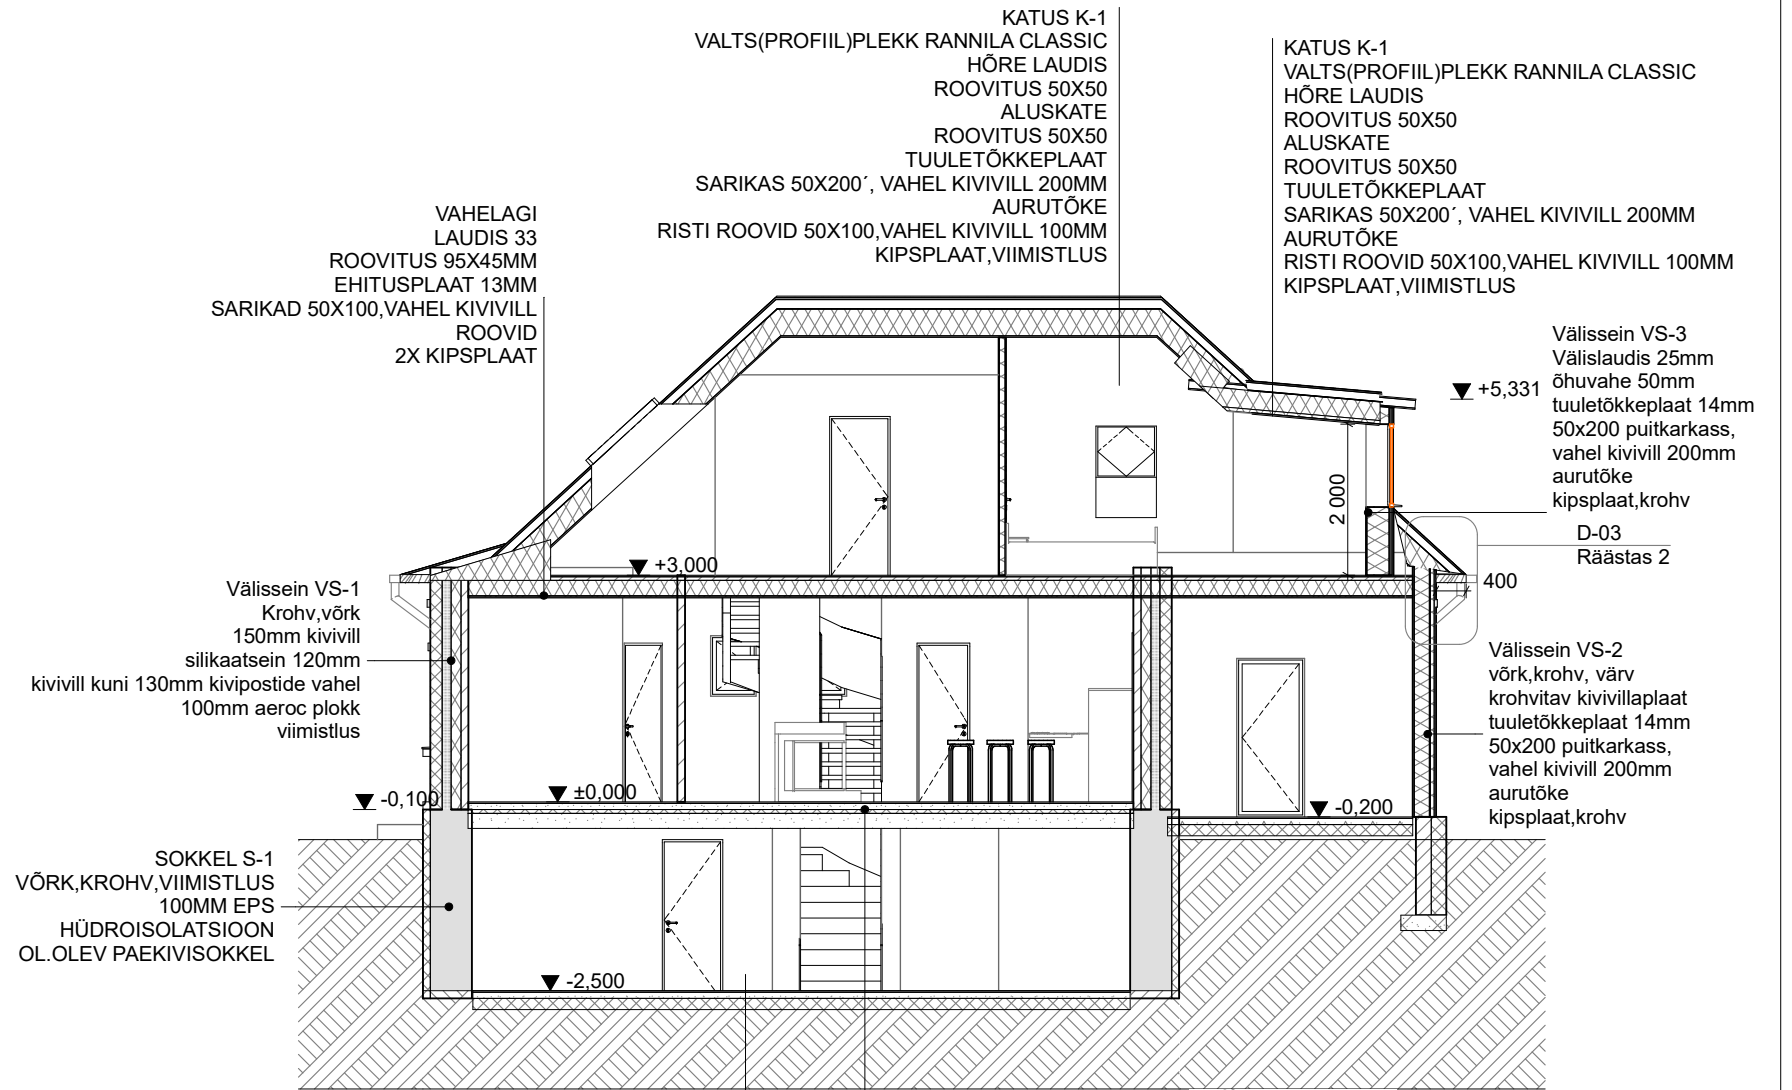 KATUS K-1
VALTS(PROFIIL)PLEKK RANNILA CLASSIC
HÕRE LAUDIS
ROOVITUS 50X50
ALUSKATE
ROOVITUS 50X50
TUULETÕKKEPLAAT
SARIKAS 50X200´, VAHEL KIVIVILL 200MM
AURUTÕKE
RISTI ROOVID 50X100,VAHEL KIVIVILL 100MM
KIPSPLAAT,VIIMISTLUS
KATUS K-1
VALTS(PROFIIL)PLEKK RANNILA CLASSIC
HÕRE LAUDIS
ROOVITUS 50X50
ALUSKATE
ROOVITUS 50X50
TUULETÕKKEPLAAT
SARIKAS 50X200´, VAHEL KIVIVILL 200MM
AURUTÕKE
RISTI ROOVID 50X100,VAHEL KIVIVILL 100MM
KIPSPLAAT,VIIMISTLUS
VAHELAGI
LAUDIS 33
ROOVITUS 95X45MM
EHITUSPLAAT 13MM
SARIKAD 50X100,VAHEL KIVIVILL
ROOVID
2X KIPSPLAAT
Välissein VS-3
Välislaudis 25mm
õhuvahe 50mm
tuuletõkkeplaat 14mm
50x200 puitkarkass,
vahel kivivill 200mm
aurutõke
kipsplaat,krohv
+5,331
2 000
D-03
Räästas 2
400
+3,000
Välissein VS-1
Krohv,võrk
150mm kivivill
silikaatsein 120mm
kivivill kuni 130mm kivipostide vahel
100mm aeroc plokk
viimistlus
Välissein VS-2
võrk,krohv, värv
krohvitav kivivillaplaat
tuuletõkkeplaat 14mm
50x200 puitkarkass,
vahel kivivill 200mm
aurutõke
kipsplaat,krohv
-0,100
±0,000
-0,200
SOKKEL S-1
VÕRK,KROHV,VIIMISTLUS
100MM EPS
HÜDROISOLATSIOON
OL.OLEV PAEKIVISOKKEL
-2,500